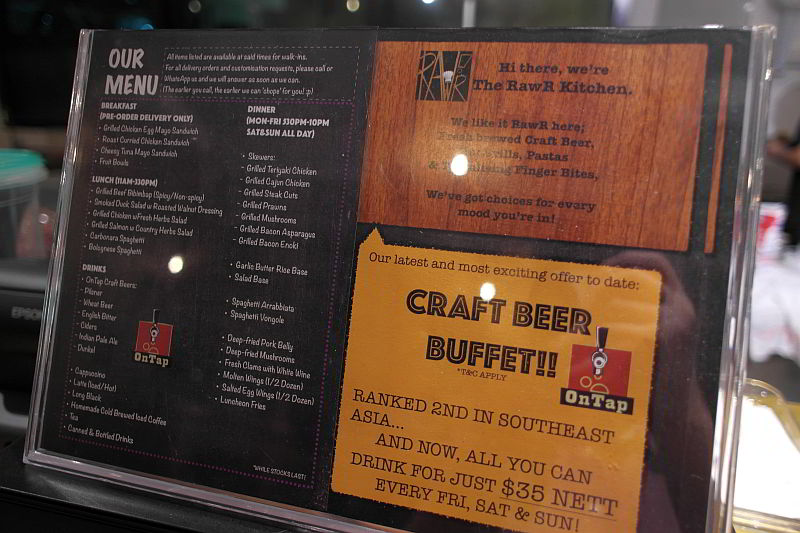 OUR
MENU
All items listed are available at said times for walk-ins.
For all delivery orders and customisation requests, please call or
WhatsApp us and we will answer as soon as we can.
(The earlier you call, the earlier we can 'chope' for you! :p)
BREAKFAST
(PRE-ORDER DELIVERY ONLY)
- Grilled Chicken Egg Mayo Sandwich
- Roast Curried Chicken Sandwich
- Cheesy Tuna Mayo Sandwich
- Fruit Bowls
LUNCH (11AM-330PM)
- Grilled Beef Bibimbap (Spicy/Non-spicy)
- Smoked Duck Salad w Roasted Walnut Dressing
- Grilled Chicken w Fresh Herbs Salad
- Grilled Salmon w Country Herbs Salad
- Carbonara Spaghetti
- Bolognese Spaghetti
DRINKS
- OnTap Craft Beers:
- Pilsner
- Wheat Beer
- English Bitter
- Ciders
- Indian Pale Ale
- Dunkel
OnTap
- Cappuccino
- Latte (Iced/Hot)
- Long Black
- Homemade Cold Brewed Iced Coffee
- Tea
- Canned & Bottled Drinks
DINNER
(MON-FRI 530PM-10PM
SAT&SUN ALL DAY)
- Skewers:
- Grilled Teriyaki Chicken
- Grilled Cajun Chicken
- Grilled Steak Cuts
- Grilled Prawns
- Grilled Mushrooms
- Grilled Bacon Asparagus
- Grilled Bacon Enoki
- Garlic Butter Rice Base
- Salad Base
- Spaghetti Arrabbiata
- Spaghetti Vongole
- Deep-fried Pork Belly
- Deep-fried Mushrooms
- Fresh Clams with White Wine
- Molten Wings (1/2 Dozen)
- Salted Egg Wings (1/2 Dozen)
- Luncheon Fries
*WHILE STOCKS LAST!
Hi there, we're
The RawR Kitchen.
We like it RawR here;
Fresh brewed Craft Beer,
Grills, Pastas
& Tantalising Finger Bites,
We've got choices for every
mood you're in!
Our latest and most exciting offer to date:
CRAFT BEER
BUFFET!!
*T&C APPLY
OnTap
RANKED 2ND IN SOUTHEAST
ASIA...
AND NOW, ALL YOU CAN
DRINK FOR JUST $35 NETT
EVERY FRI, SAT & SUN!
EPSON